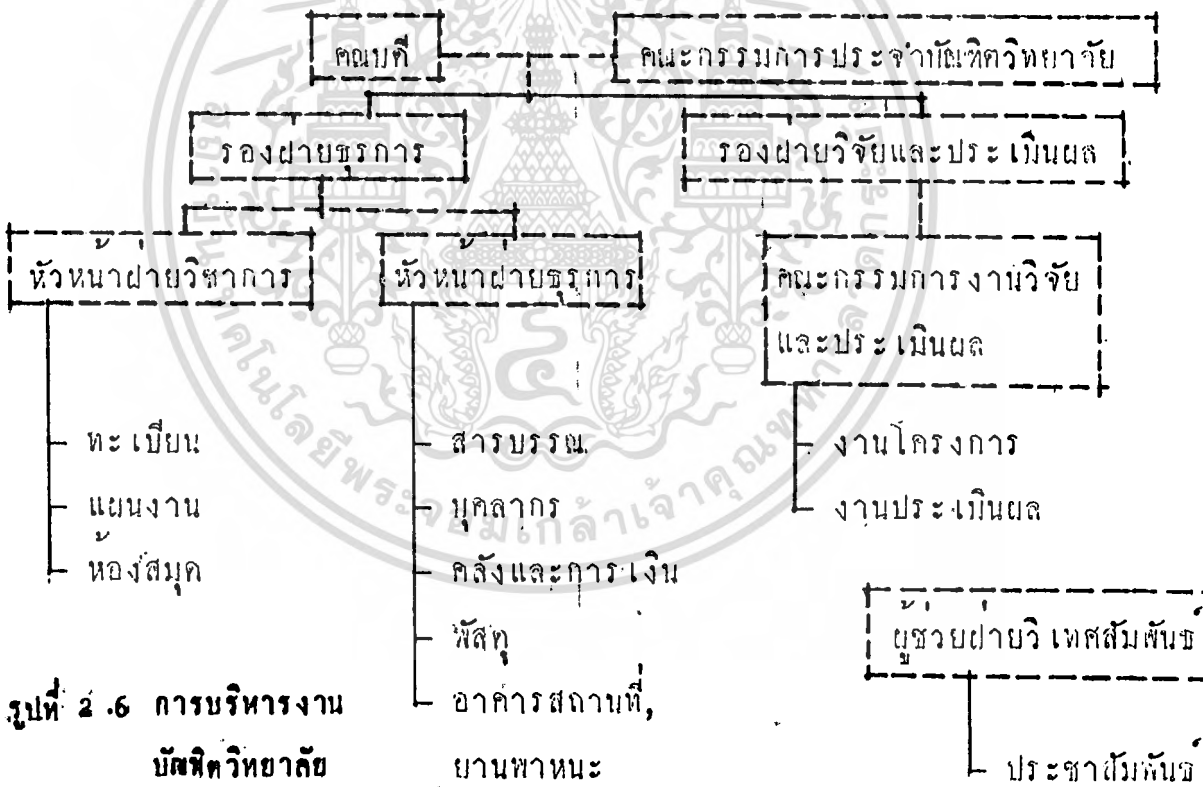 คณบดี
คณะกรรมการประจำบัณฑิตวิทยาลัย
รองฝ่ายธุรการ
รองฝ่ายวิจัยและประเมินผล
หัวหน้าฝ่ายวิชาการ
หัวหน้าฝ่ายธุรการ
คณะกรรมการงานวิจัย
และประเมินผล
ทะเบียน
แผนงาน
ห้องสมุด
สารบรรณ
บุคลากร
คลังและการเงิน
พัสดุ
อาคารสถานที่,
ยานพาหนะ
งานโครงการ
งานประเมินผล
ผู้ช่วยฝ่ายวิเทศสัมพันธ์
ประชาสัมพันธ์
รูปที่ 2.6 การบริหารงาน
บัณฑิตวิทยาลัย